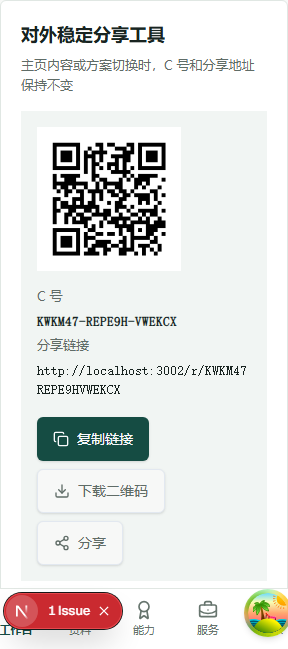 对外稳定分享工具
主页内容或方案切换时，C 号和分享地址
保持不变
C 号
KWKM47-REPE9H-VWEKCX
分享链接
http://localhost:3002/r/KWKM47
REPE9HVWEKCX
复制链接
下载二维码
分享
N 1 Issue ×
工作台 资料 能力 服务